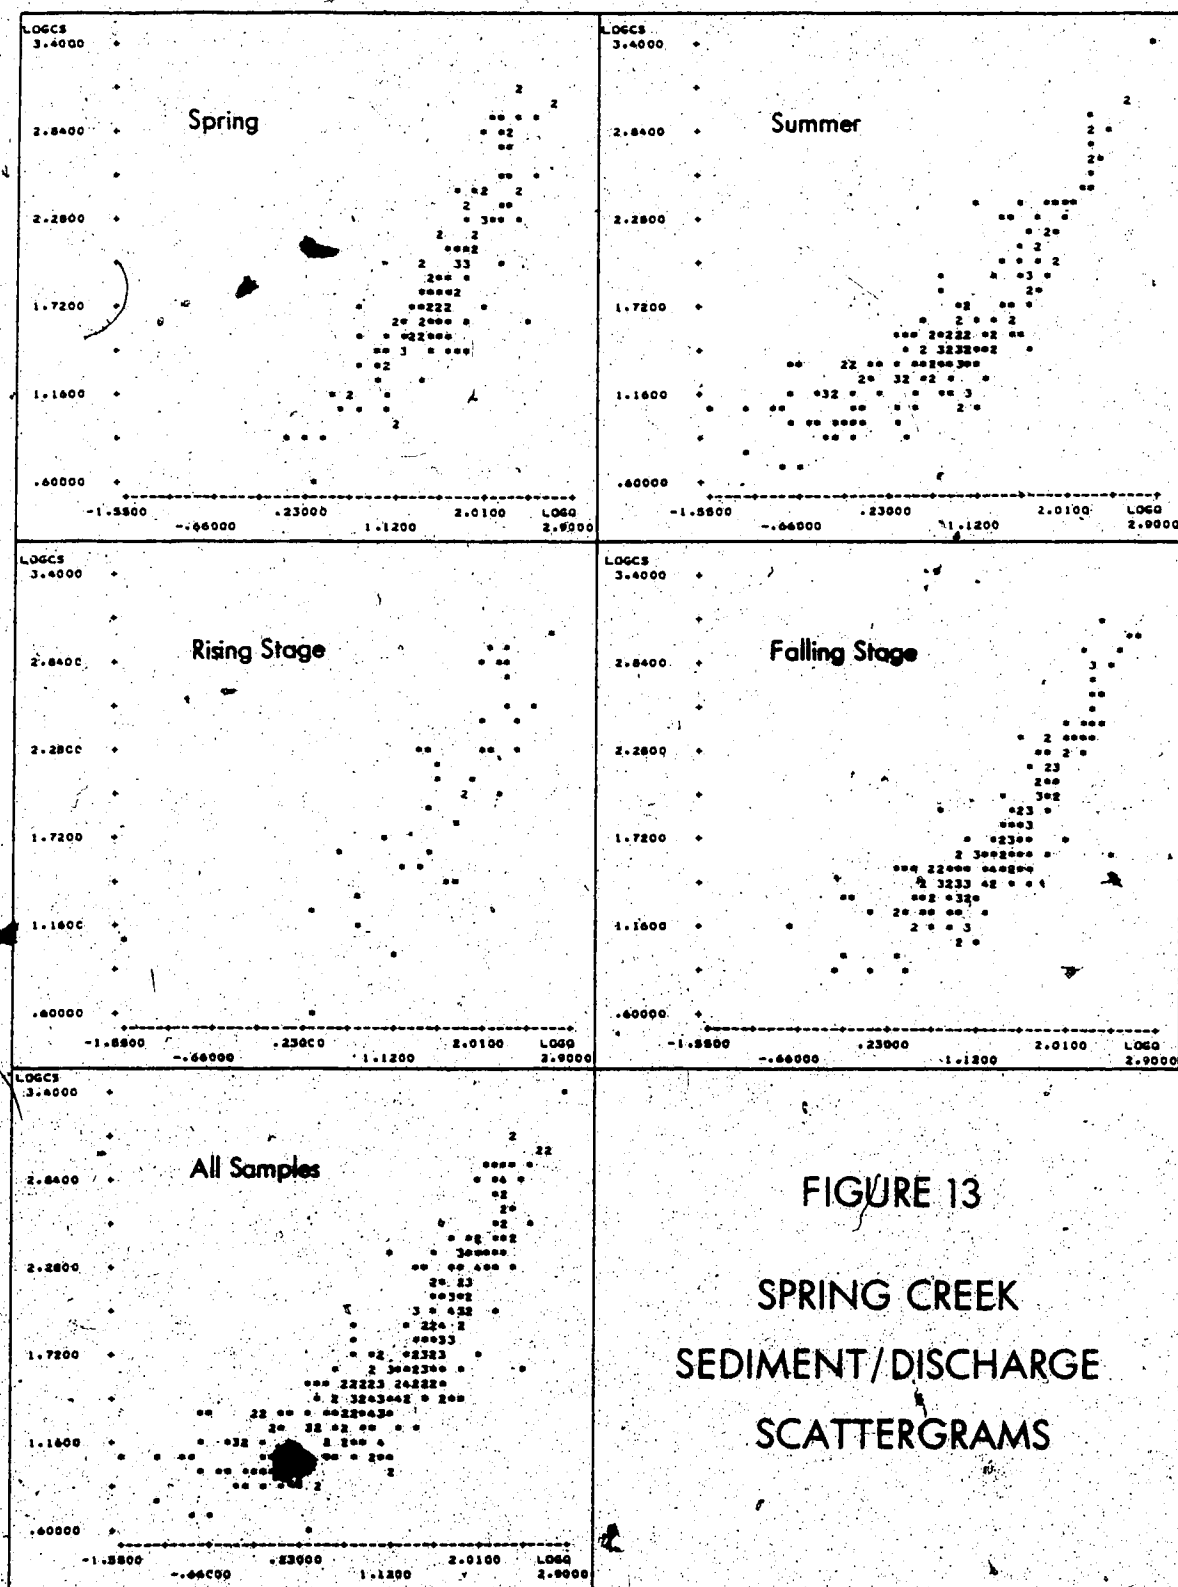 LOGCS
3.4000
Spring
2.8400
2.2800
1.7200
1.1600
.60000
-1.5500 .23000 2.0100 LOGQ
-.66000 1.1200 2.9000
LOGCS
3.4000
Summer
2.8400
2.2800
1.7200
1.1600
.60000
-1.5500 .23000 2.0100 LOGQ
-.66000 1.1200 2.9000
LOGCS
3.4000
Rising Stage
2.8400
2.2800
1.7200
1.1600
.60000
-1.5500 .23000 2.0100 LOGQ
-.66000 1.1200 2.9000
LOGCS
3.4000
Falling Stage
2.8400
2.2800
1.7200
1.1600
.60000
-1.5500 .23000 2.0100 LOGQ
-.66000 1.1200 2.9000
LOGCS
3.4000
All Samples
2.8400
2.2800
1.7200
1.1600
.60000
-1.5500 .23000 2.0100 LOGQ
-.66000 1.1200 2.9000
FIGURE 13
SPRING CREEK
SEDIMENT/DISCHARGE
SCATTERGRAMS